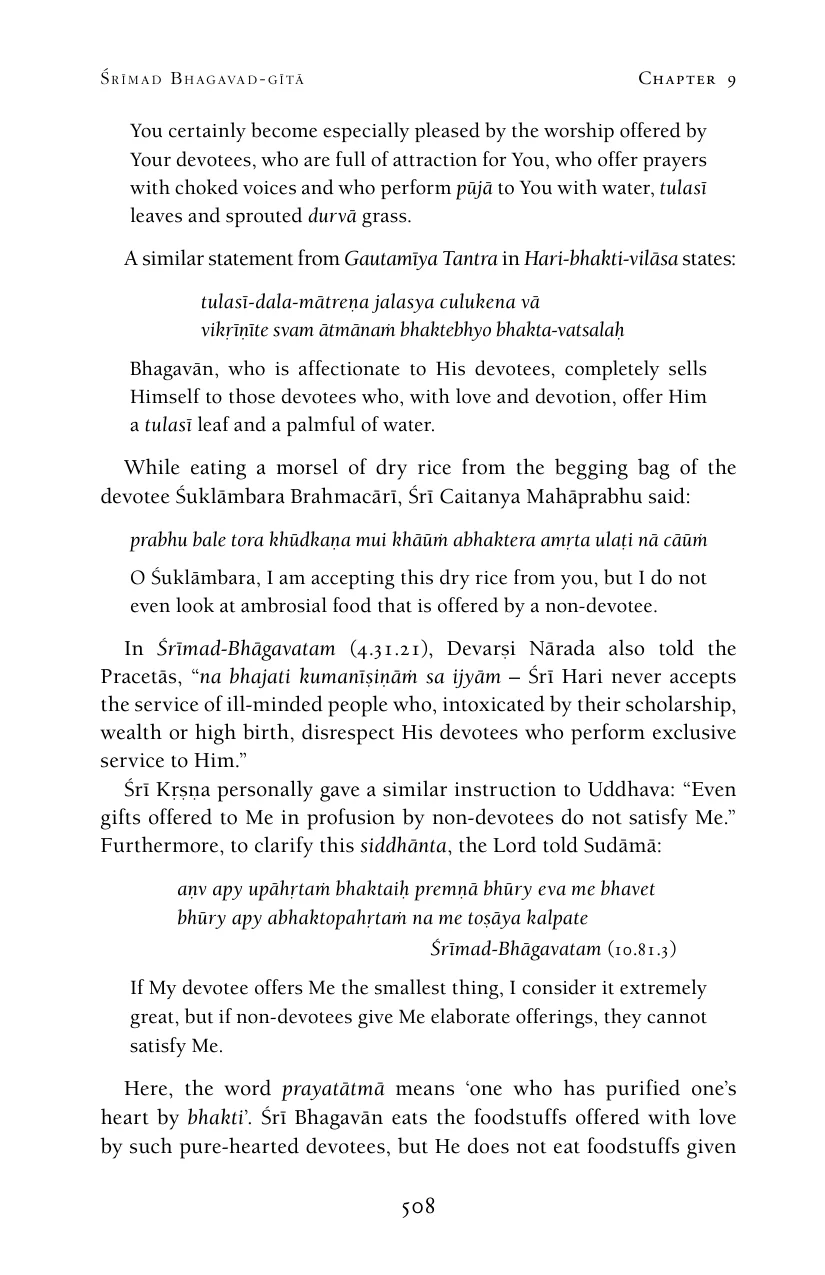 Śrīmad Bhagavad-gītā Chapter 9
You certainly become especially pleased by the worship offered by
Your devotees, who are full of attraction for You, who offer prayers
with choked voices and who perform pūjā to You with water, tulasī
leaves and sprouted durvā grass.
A similar statement from Gautamīya Tantra in Hari-bhakti-vilāsa states:
tulasī-dala-mātreṇa jalasya culukena vā
vikṛīṇīte svam ātmānaṁ bhaktebhyo bhakta-vatsalaḥ
Bhagavān, who is affectionate to His devotees, completely sells
Himself to those devotees who, with love and devotion, offer Him
a tulasī leaf and a palmful of water.
While eating a morsel of dry rice from the begging bag of the
devotee Śuklāmbara Brahmacārī, Śrī Caitanya Mahāprabhu said:
prabhu bale tora khūdkaṇa mui khāūṁ abhaktera amṛta ulaṭi nā cāūṁ
O Śuklāmbara, I am accepting this dry rice from you, but I do not
even look at ambrosial food that is offered by a non-devotee.
In Śrīmad-Bhāgavatam (4.31.21), Devarṣi Nārada also told the
Pracetās, “na bhajati kumanīṣiṇāṁ sa ijyām – Śrī Hari never accepts
the service of ill-minded people who, intoxicated by their scholarship,
wealth or high birth, disrespect His devotees who perform exclusive
service to Him.”
Śrī Kṛṣṇa personally gave a similar instruction to Uddhava: “Even
gifts offered to Me in profusion by non-devotees do not satisfy Me.”
Furthermore, to clarify this siddhānta, the Lord told Sudāmā:
aṇv apy upāhṛtaṁ bhaktaiḥ premṇā bhūry eva me bhavet
bhūry apy abhaktopahṛtaṁ na me toṣāya kalpate
Śrīmad-Bhāgavatam (10.81.3)
If My devotee offers Me the smallest thing, I consider it extremely
great, but if non-devotees give Me elaborate offerings, they cannot
satisfy Me.
Here, the word prayatātmā means ‘one who has purified one’s
heart by bhakti’. Śrī Bhagavān eats the foodstuffs offered with love
by such pure-hearted devotees, but He does not eat foodstuffs given
508